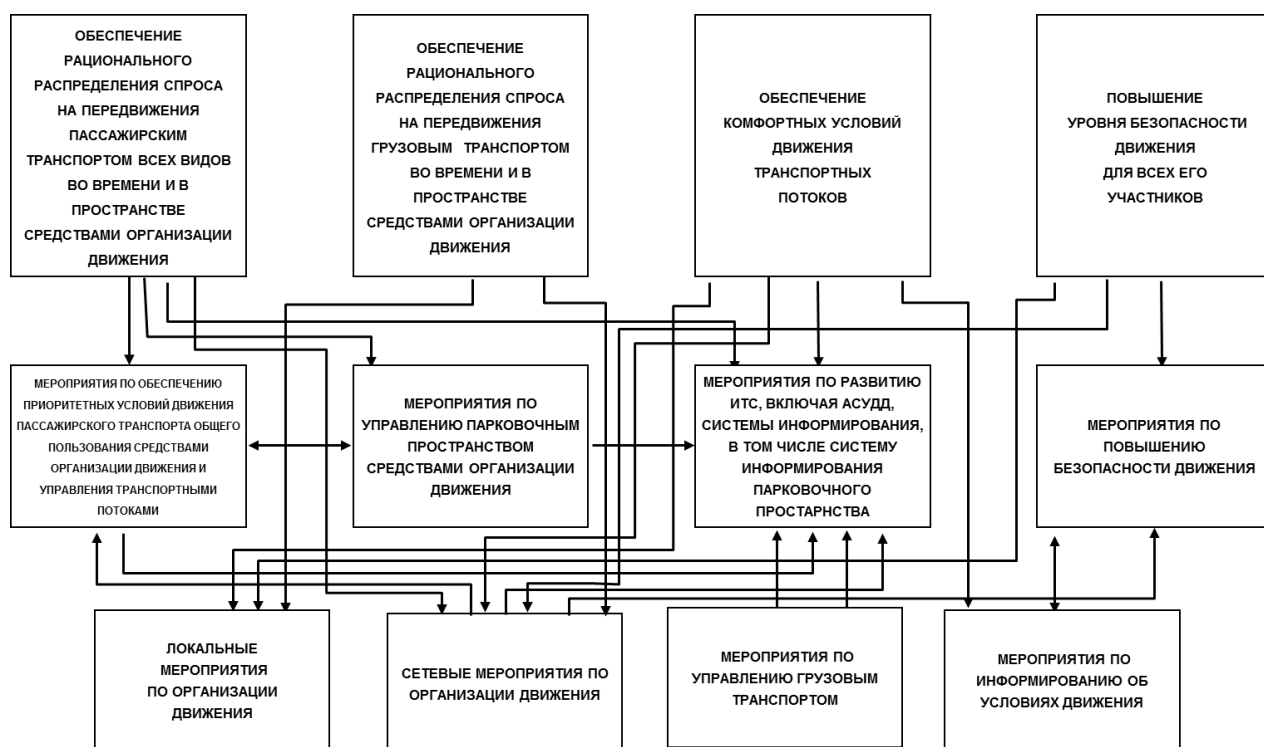 ОБЕСПЕЧЕНИЕ
РАЦИОНАЛЬНОГО
РАСПРЕДЕЛЕНИЯ СПРОСА
НА ПЕРЕДВИЖЕНИЯ
ПАССАЖИРСКИМ
ТРАНСПОРТОМ ВСЕХ ВИДОВ
ВО ВРЕМЕНИ И В
ПРОСТРАНСТВЕ
СРЕДСТВАМИ ОРГАНИЗАЦИИ
ДВИЖЕНИЯ
ОБЕСПЕЧЕНИЕ
РАЦИОНАЛЬНОГО
РАСПРЕДЕЛЕНИЯ СПРОСА
НА ПЕРЕДВИЖЕНИЯ
ГРУЗОВЫМ ТРАНСПОРТОМ
ВО ВРЕМЕНИ И В
ПРОСТРАНСТВЕ
СРЕДСТВАМИ ОРГАНИЗАЦИИ
ДВИЖЕНИЯ
ОБЕСПЕЧЕНИЕ
КОМФОРТНЫХ УСЛОВИЙ
ДВИЖЕНИЯ
ТРАНСПОРТНЫХ
ПОТОКОВ
ПОВЫШЕНИЕ
УРОВНЯ БЕЗОПАСНОСТИ
ДВИЖЕНИЯ
ДЛЯ ВСЕХ ЕГО
УЧАСТНИКОВ
МЕРОПРИЯТИЯ ПО ОБЕСПЕЧЕНИЮ
ПРИОРИТЕТНЫХ УСЛОВИЙ ДВИЖЕНИЯ
ПАССАЖИРСКОГО ТРАНСПОРТА ОБЩЕГО
ПОЛЬЗОВАНИЯ СРЕДСТВАМИ
ОРГАНИЗАЦИИ ДВИЖЕНИЯ И
УПРАВЛЕНИЯ ТРАНСПОРТНЫМИ
ПОТОКАМИ
МЕРОПРИЯТИЯ ПО
УПРАВЛЕНИЮ ПАРКОВОЧНЫМ
ПРОСТРАНСТВОМ
СРЕДСТВАМИ ОРГАНИЗАЦИИ
ДВИЖЕНИЯ
МЕРОПРИЯТИЯ ПО РАЗВИТИЮ
ИТС, ВКЛЮЧАЯ АСУДД,
СИСТЕМЫ ИНФОРМИРОВАНИЯ,
В ТОМ ЧИСЛЕ СИСТЕМУ
ИНФОРМИРОВАНИЯ
ПАРКОВОЧНОГО
ПРОСТАРНСТВА
МЕРОПРИЯТИЯ ПО
ПОВЫШЕНИЮ
БЕЗОПАСНОСТИ ДВИЖЕНИЯ
ЛОКАЛЬНЫЕ
МЕРОПРИЯТИЯ
ПО ОРГАНИЗАЦИИ
ДВИЖЕНИЯ
СЕТЕВЫЕ МЕРОПРИЯТИЯ ПО
ОРГАНИЗАЦИИ ДВИЖЕНИЯ
МЕРОПРИЯТИЯ ПО
УПРАВЛЕНИЮ ГРУЗОВЫМ
ТРАНСПОРТОМ
МЕРОПРИЯТИЯ ПО
ИНФОРМИРОВАНИЮ ОБ
УСЛОВИЯХ ДВИЖЕНИЯ